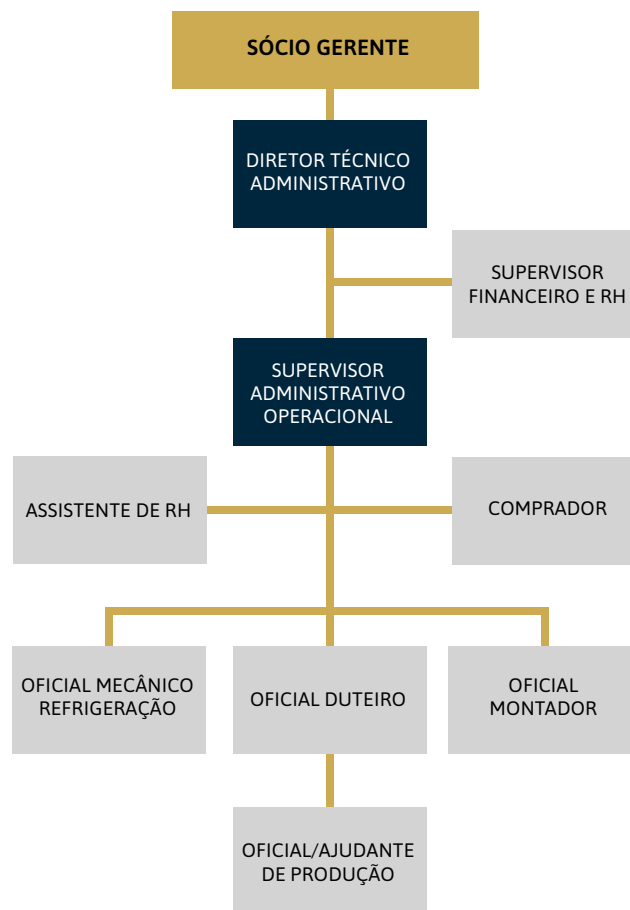 SÓCIO GERENTE
DIRETOR TÉCNICO
ADMINISTRATIVO
SUPERVISOR
FINANCEIRO E RH
SUPERVISOR
ADMINISTRATIVO
OPERACIONAL
ASSISTENTE DE RH
COMPRADOR
OFICIAL MECÂNICO
REFRIGERAÇÃO
OFICIAL DUTEIRO
OFICIAL
MONTADOR
OFICIAL/AJUDANTE
DE PRODUÇÃO